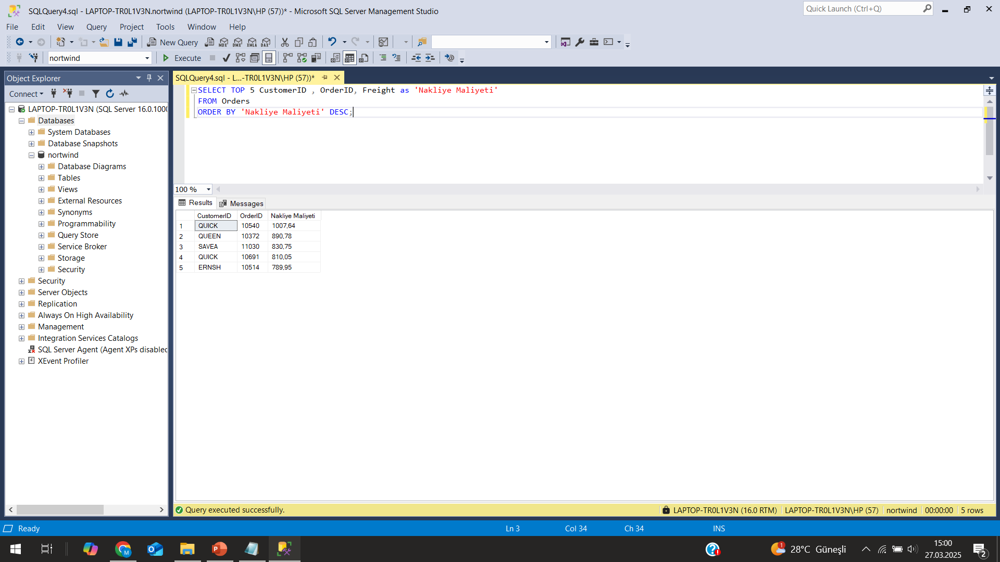 SQLQuery4.sql - LAPTOP-TR0L1V3N.nortwind (LAPTOP-TR0L1V3N\HP (57))* - Microsoft SQL Server Management Studio
Quick Launch (Ctrl+Q)
File Edit View Query Project Tools Window Help
New Query MDX DMX XMLA DAX
nortwind Execute
Object Explorer
Connect
LAPTOP-TR0L1V3N (SQL Server 16.0.1000
Databases
System Databases
Database Snapshots
nortwind
Database Diagrams
Tables
Views
External Resources
Synonyms
Programmability
Query Store
Service Broker
Storage
Security
Security
Server Objects
Replication
Always On High Availability
Management
Integration Services Catalogs
SQL Server Agent (Agent XPs disabled
XEvent Profiler
SQLQuery4.sql - L...-TR0L1V3N\HP (57))*
SELECT TOP 5 CustomerID , OrderID, Freight as 'Nakliye Maliyeti'
FROM Orders
ORDER BY 'Nakliye Maliyeti' DESC;
100 %
Results Messages
CustomerID OrderID Nakliye Maliyeti
1 QUICK 10540 1007,64
2 QUEEN 10372 890,78
3 SAVEA 11030 830,75
4 QUICK 10691 810,05
5 ERNSH 10514 789,95
Query executed successfully. LAPTOP-TR0L1V3N (16.0 RTM) LAPTOP-TR0L1V3N\HP (57) nortwind 00:00:00 5 rows
Ready Ln 3 Col 34 Ch 34 INS
1 28°C Güneşli
15:00
27.03.2025
2